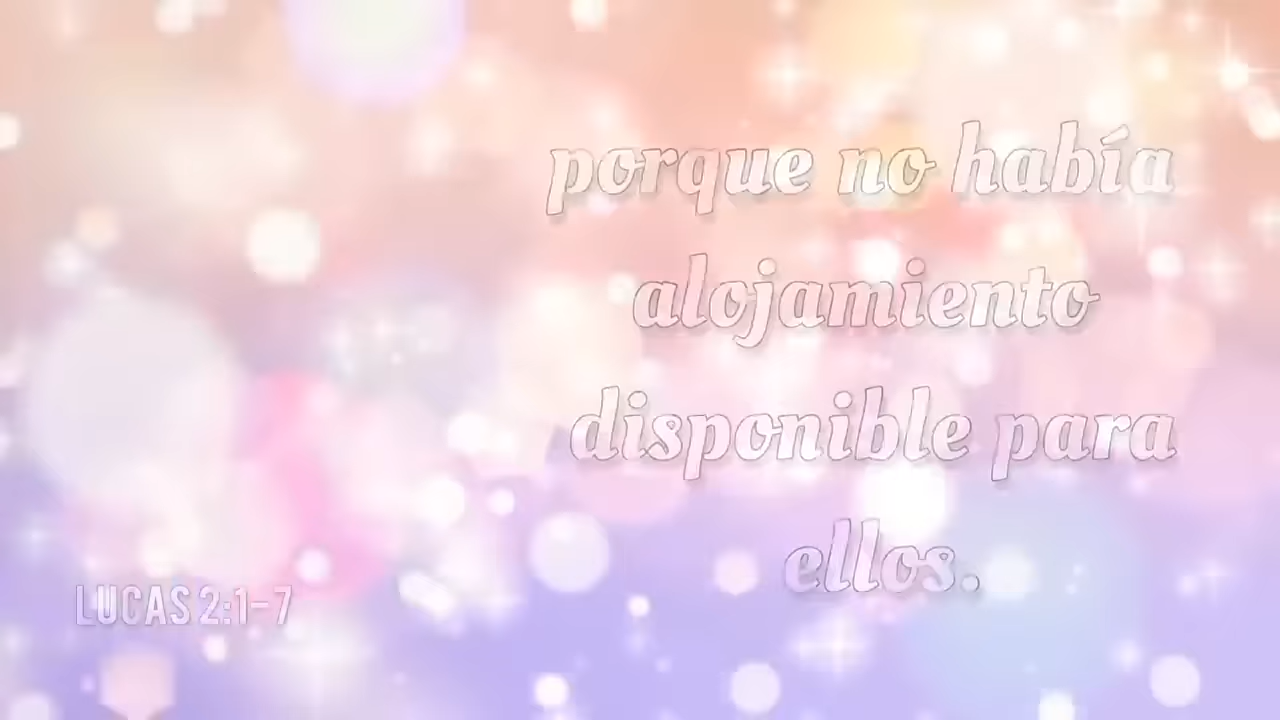 porque no había
alojamiento
disponible para
ellos.
LUCAS 2:1-7